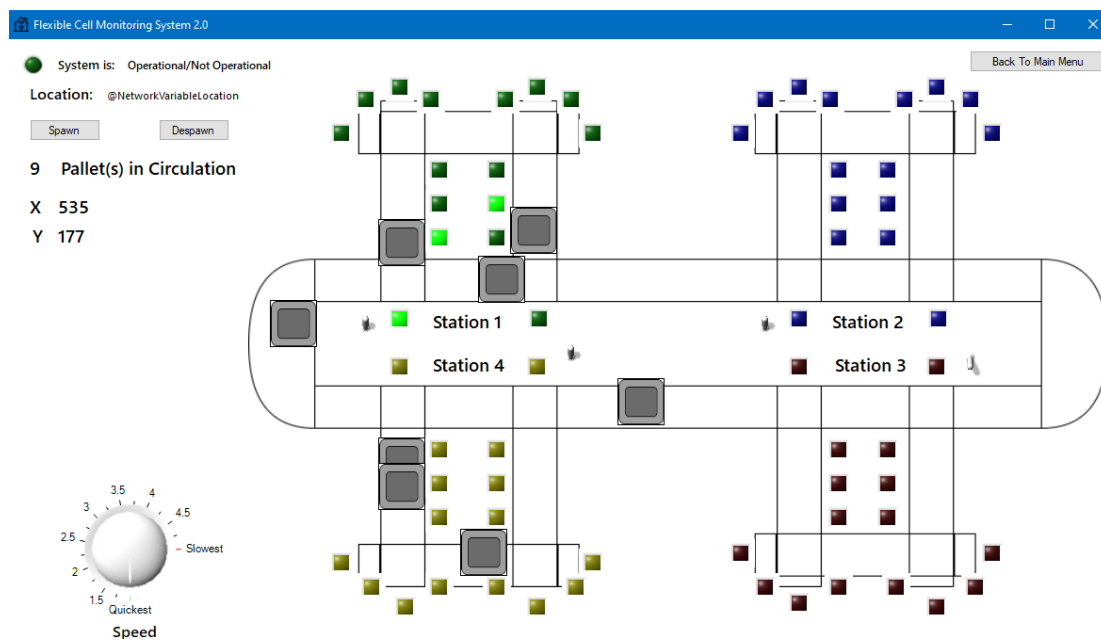 Flexible Cell Monitoring System 2.0
System is: Operational/Not Operational
Back To Main Menu
Location: @NetworkVariableLocation
Spawn Despawn
9 Pallet(s) in Circulation
X 535
Y 177
Station 1 Station 2
Station 4 Station 3
3.5 4
3 4.5
2.5 Slowest
2
1.5 Quickest
Speed